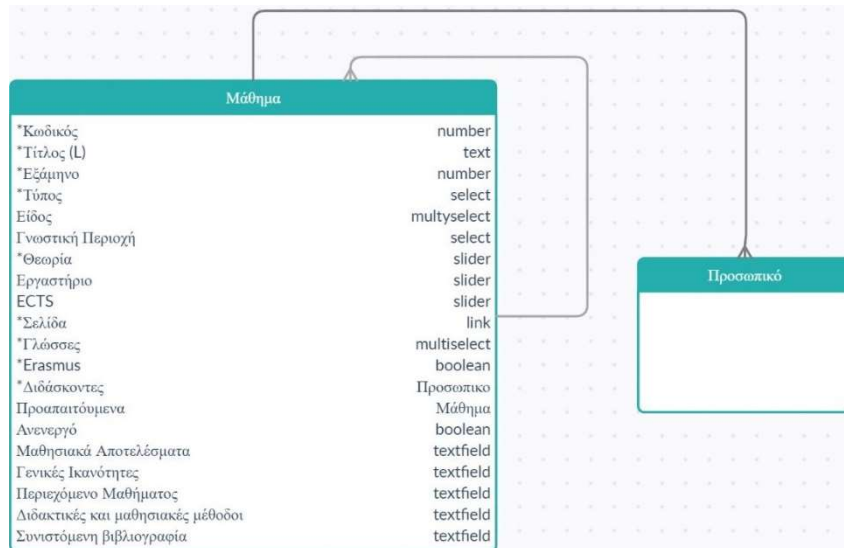 Μάθημα
*Κωδικός number
*Τίτλος (L) text
*Εξάμηνο number
*Τύπος select
Είδος multyselect
Γνωστική Περιοχή select
*Θεωρία slider
Εργαστήριο slider
ECTS slider
*Σελίδα link
*Γλώσσες multiselect
*Erasmus boolean
*Διδάσκοντες Προσωπικο
Προαπαιτούμενα Μάθημα
Ανενεργό boolean
Μαθησιακά Αποτελέσματα textfield
Γενικές Ικανότητες textfield
Περιεχόμενο Μαθήματος textfield
Διδακτικές και μαθησιακές μέθοδοι textfield
Συνιστόμενη βιβλιογραφία textfield
Προσωπικό